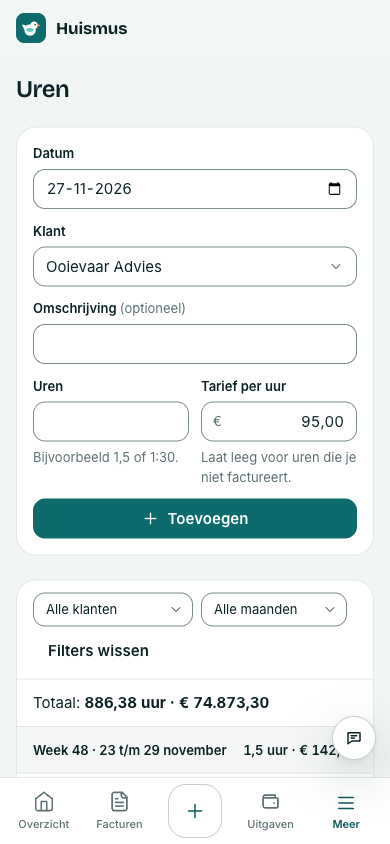 Huismus
Uren
Datum
27-11-2026
Klant
Ooievaar Advies
Omschrijving (optioneel)
Uren
Tarief per uur
€ 95,00
Bijvoorbeeld 1,5 of 1:30.
Laat leeg voor uren die je
niet factureert.
Toevoegen
Alle klanten
Alle maanden
Filters wissen
Totaal: 886,38 uur · € 74.873,30
Week 48 · 23 t/m 29 november 1,5 uur · € 142,
Overzicht
Facturen
Uitgaven
Meer